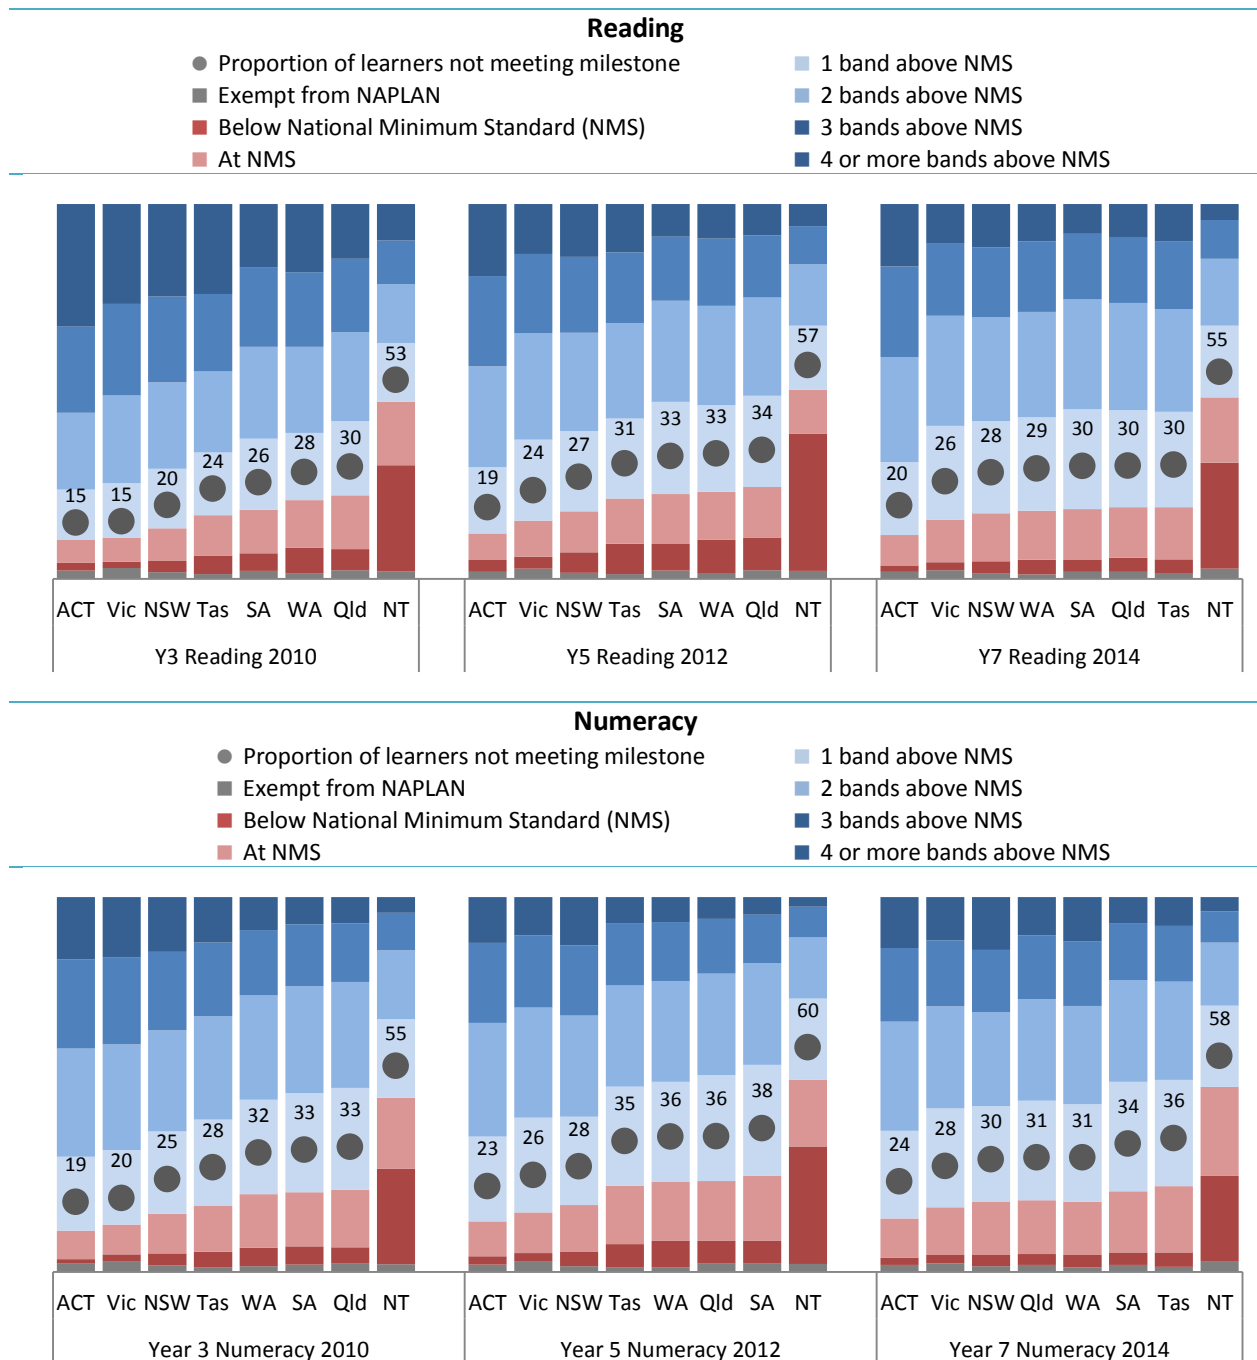 Reading
Proportion of learners not meeting milestone
Exempt from NAPLAN
Below National Minimum Standard (NMS)
At NMS
1 band above NMS
2 bands above NMS
3 bands above NMS
4 or more bands above NMS
15 15 20 24 26 28 30 53
19 24 27 31 33 33 34 57
20 26 28 29 30 30 30 55
ACT Vic NSW Tas SA WA Qld NT
Y3 Reading 2010
ACT Vic NSW Tas SA WA Qld NT
Y5 Reading 2012
ACT Vic NSW WA SA Qld Tas NT
Y7 Reading 2014
Numeracy
Proportion of learners not meeting milestone
Exempt from NAPLAN
Below National Minimum Standard (NMS)
At NMS
1 band above NMS
2 bands above NMS
3 bands above NMS
4 or more bands above NMS
19 20 25 28 32 33 33 55
23 26 28 35 36 36 38 60
24 28 30 31 31 34 36 58
ACT Vic NSW Tas WA SA Qld NT
Year 3 Numeracy 2010
ACT Vic NSW Tas WA Qld SA NT
Year 5 Numeracy 2012
ACT Vic NSW Qld WA SA Tas NT
Year 7 Numeracy 2014